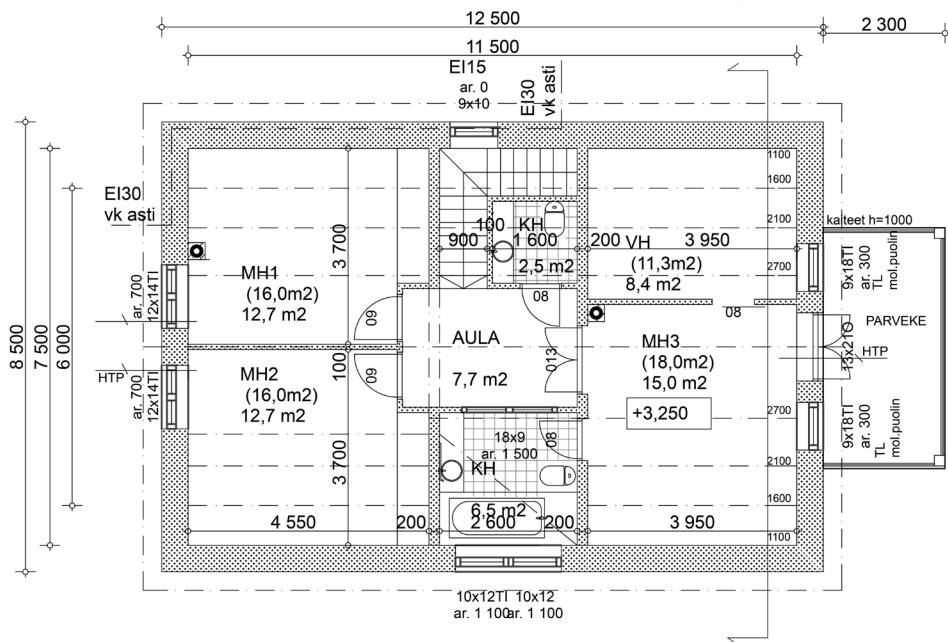 12 500
2 300
11 500
EI15
ar. 0
9x10
EI30
vk asti
EI30
vk asti
1100
1600
2100
2700
kaiteet h=1000
100
KH
900
1 600
200
VH
3 950
2,5 m2
(11,3m2)
8,4 m2
3 700
MH1
(16,0m2)
12,7 m2
ar. 700
12x14TI
9x18TI
ar. 300
TL
mol.puolin
08
08
09
AULA
7,7 m2
013
MH3
(18,0m2)
15,0 m2
+3,250
PARVEKE
13x21O
HTP
8 500
7 500
6 000
HTP
MH2
(16,0m2)
12,7 m2
100
09
ar. 700
12x14TI
18x9
ar. 1 500
08
KH
6,5 m2
3 700
2700
2100
1600
1100
9x18TI
ar. 300
TL
mol.puolin
4 550
200
2 600
200
3 950
10x12TI 10x12
ar. 1 100 ar. 1 100